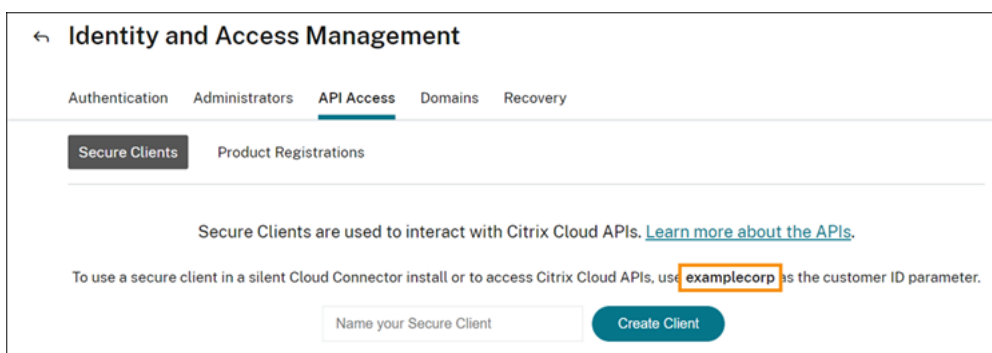 Identity and Access Management
Authentication Administrators API Access Domains Recovery
Secure Clients Product Registrations
Secure Clients are used to interact with Citrix Cloud APIs. Learn more about the APIs.
To use a secure client in a silent Cloud Connector install or to access Citrix Cloud APIs, use examplecorp as the customer ID parameter.
Name your Secure Client Create Client